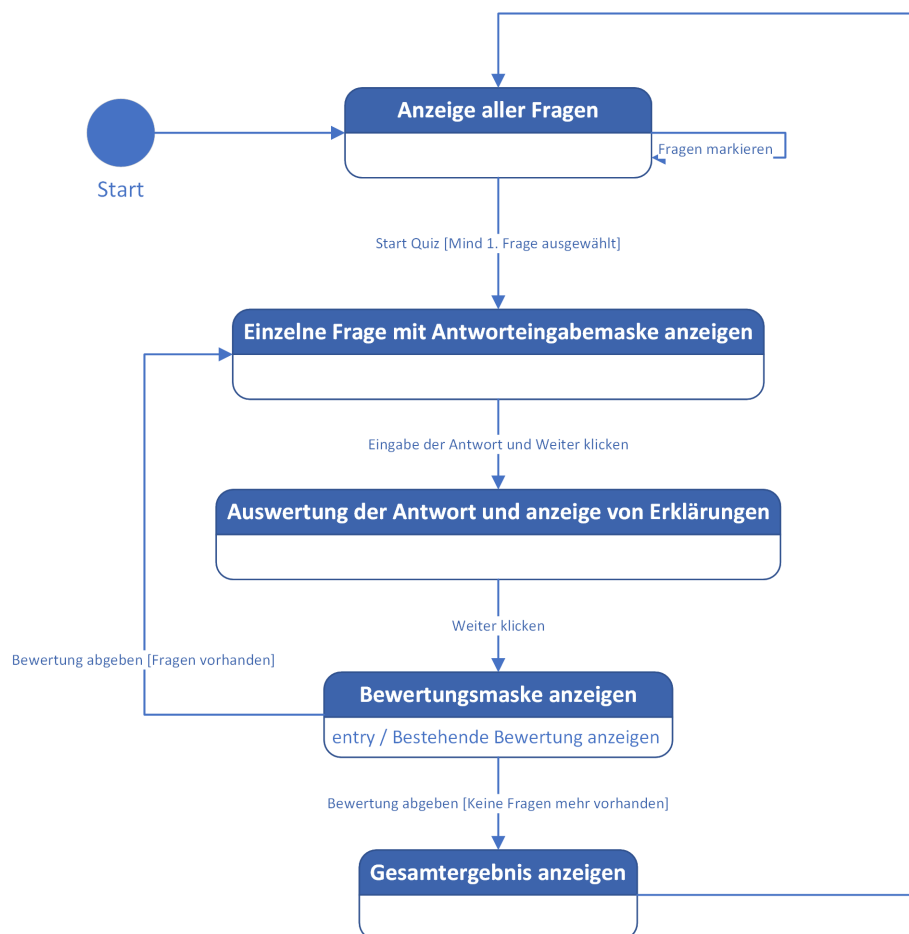 Anzeige aller Fragen
Fragen markieren
Start
Start Quiz [Mind 1. Frage ausgewählt]
Einzelne Frage mit Antworteingabemaske anzeigen
Eingabe der Antwort und Weiter klicken
Auswertung der Antwort und anzeige von Erklärungen
Weiter klicken
Bewertung abgeben [Fragen vorhanden]
Bewertungsmaske anzeigen
entry / Bestehende Bewertung anzeigen
Bewertung abgeben [Keine Fragen mehr vorhanden]
Gesamtergebnis anzeigen